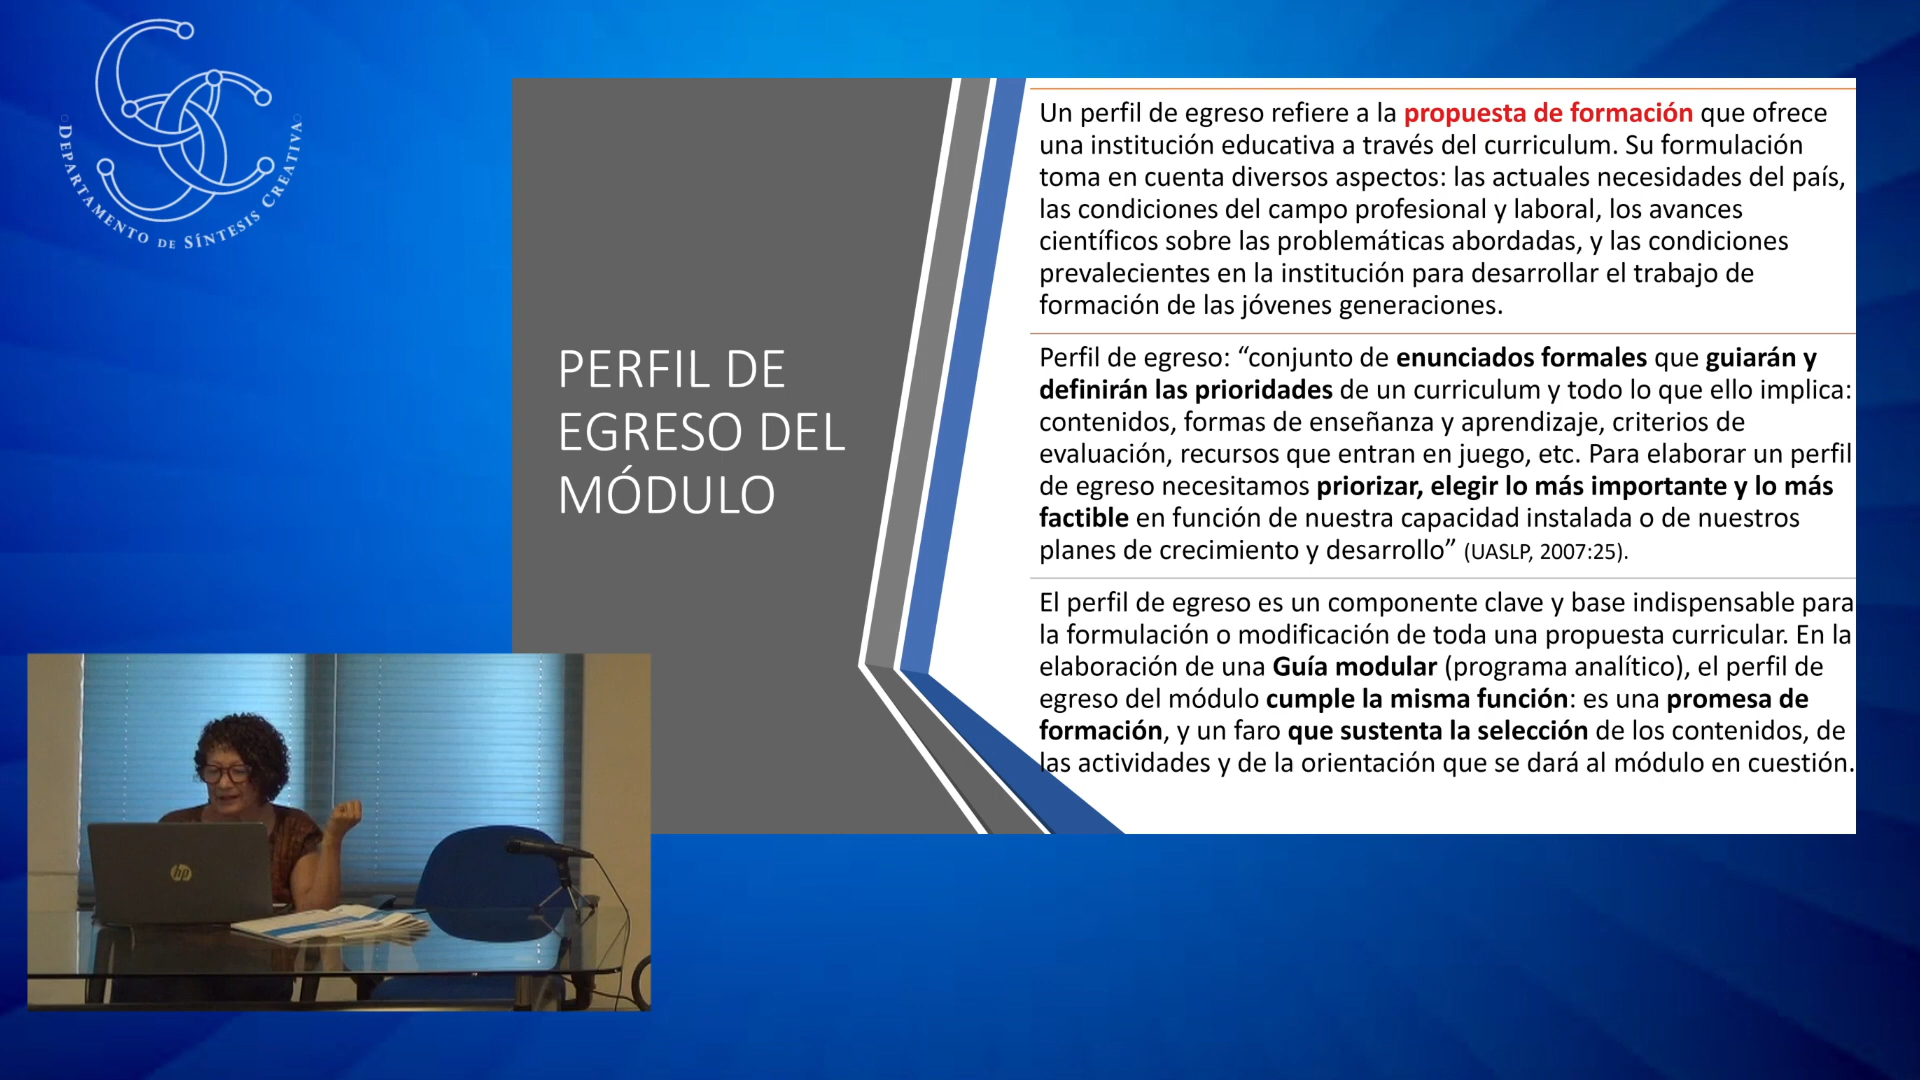 DEPARTAMENTO DE SÍNTESIS CREATIVA
PERFIL DE
EGRESO DEL
MÓDULO
Un perfil de egreso refiere a la propuesta de formación que ofrece
una institución educativa a través del curriculum. Su formulación
toma en cuenta diversos aspectos: las actuales necesidades del país,
las condiciones del campo profesional y laboral, los avances
científicos sobre las problemáticas abordadas, y las condiciones
prevalecientes en la institución para desarrollar el trabajo de
formación de las jóvenes generaciones.
Perfil de egreso: “conjunto de enunciados formales que guiarán y
definirán las prioridades de un curriculum y todo lo que ello implica:
contenidos, formas de enseñanza y aprendizaje, criterios de
evaluación, recursos que entran en juego, etc. Para elaborar un perfil
de egreso necesitamos priorizar, elegir lo más importante y lo más
factible en función de nuestra capacidad instalada o de nuestros
planes de crecimiento y desarrollo” (UASLP, 2007:25).
El perfil de egreso es un componente clave y base indispensable para
la formulación o modificación de toda una propuesta curricular. En la
elaboración de una Guía modular (programa analítico), el perfil de
egreso del módulo cumple la misma función: es una promesa de
formación, y un faro que sustenta la selección de los contenidos, de
las actividades y de la orientación que se dará al módulo en cuestión.
hp